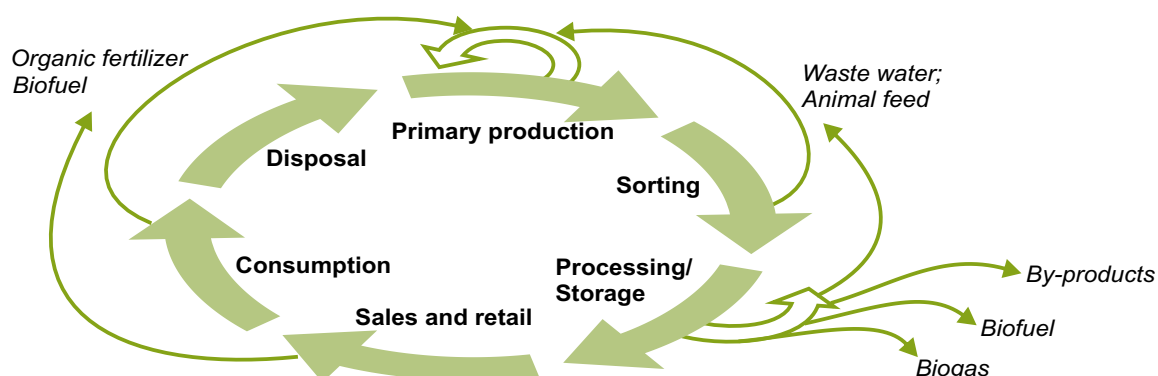 Organic fertilizer
Biofuel
Waste water;
Animal feed
Primary production
Disposal
Sorting
Consumption
Processing/
Storage
By-products
Sales and retail
Biofuel
Biogas